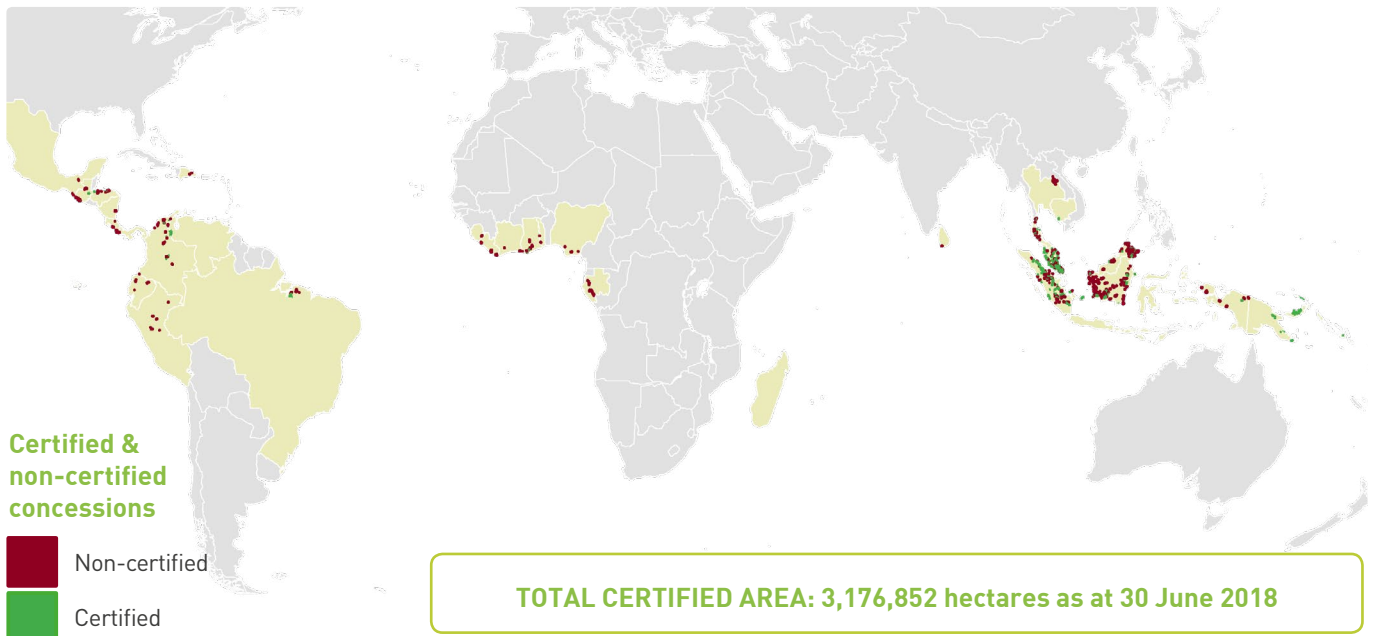 Certified &
non-certified
concessions
Non-certified
Certified
TOTAL CERTIFIED AREA: 3,176,852 hectares as at 30 June 2018